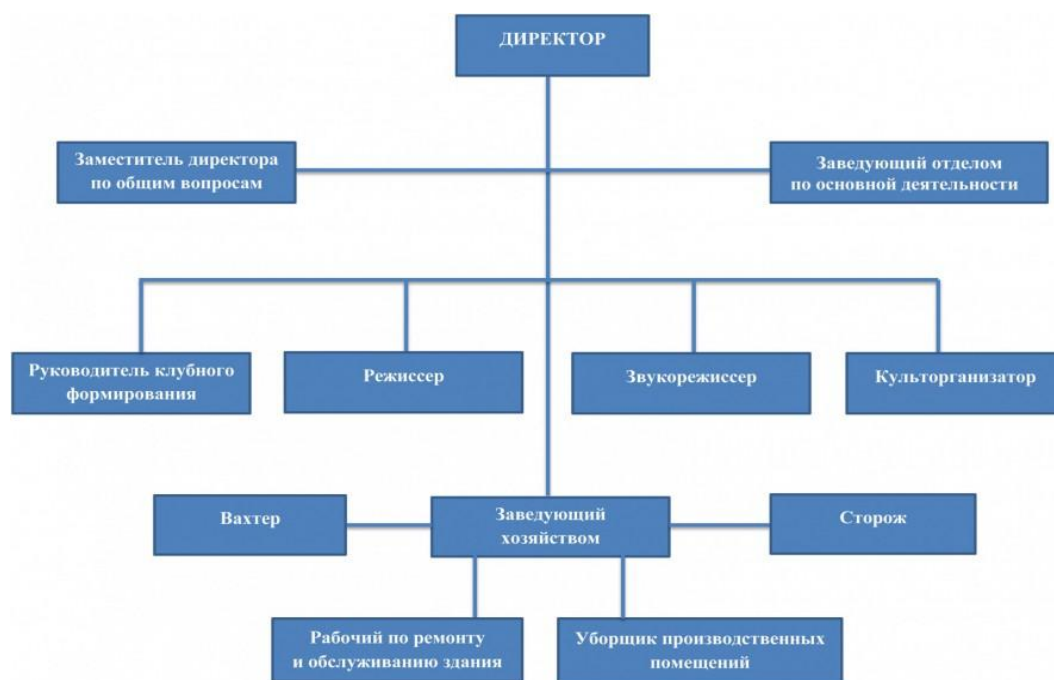 ДИРЕКТОР
Заместитель директора
по общим вопросам
Заведующий отделом
по основной деятельности
Руководитель клубного
формирования
Режиссер
Звукорежиссер
Культорганизатор
Вахтер
Заведующий
хозяйством
Сторож
Рабочий по ремонту
и обслуживанию здания
Уборщик производственных
помещений